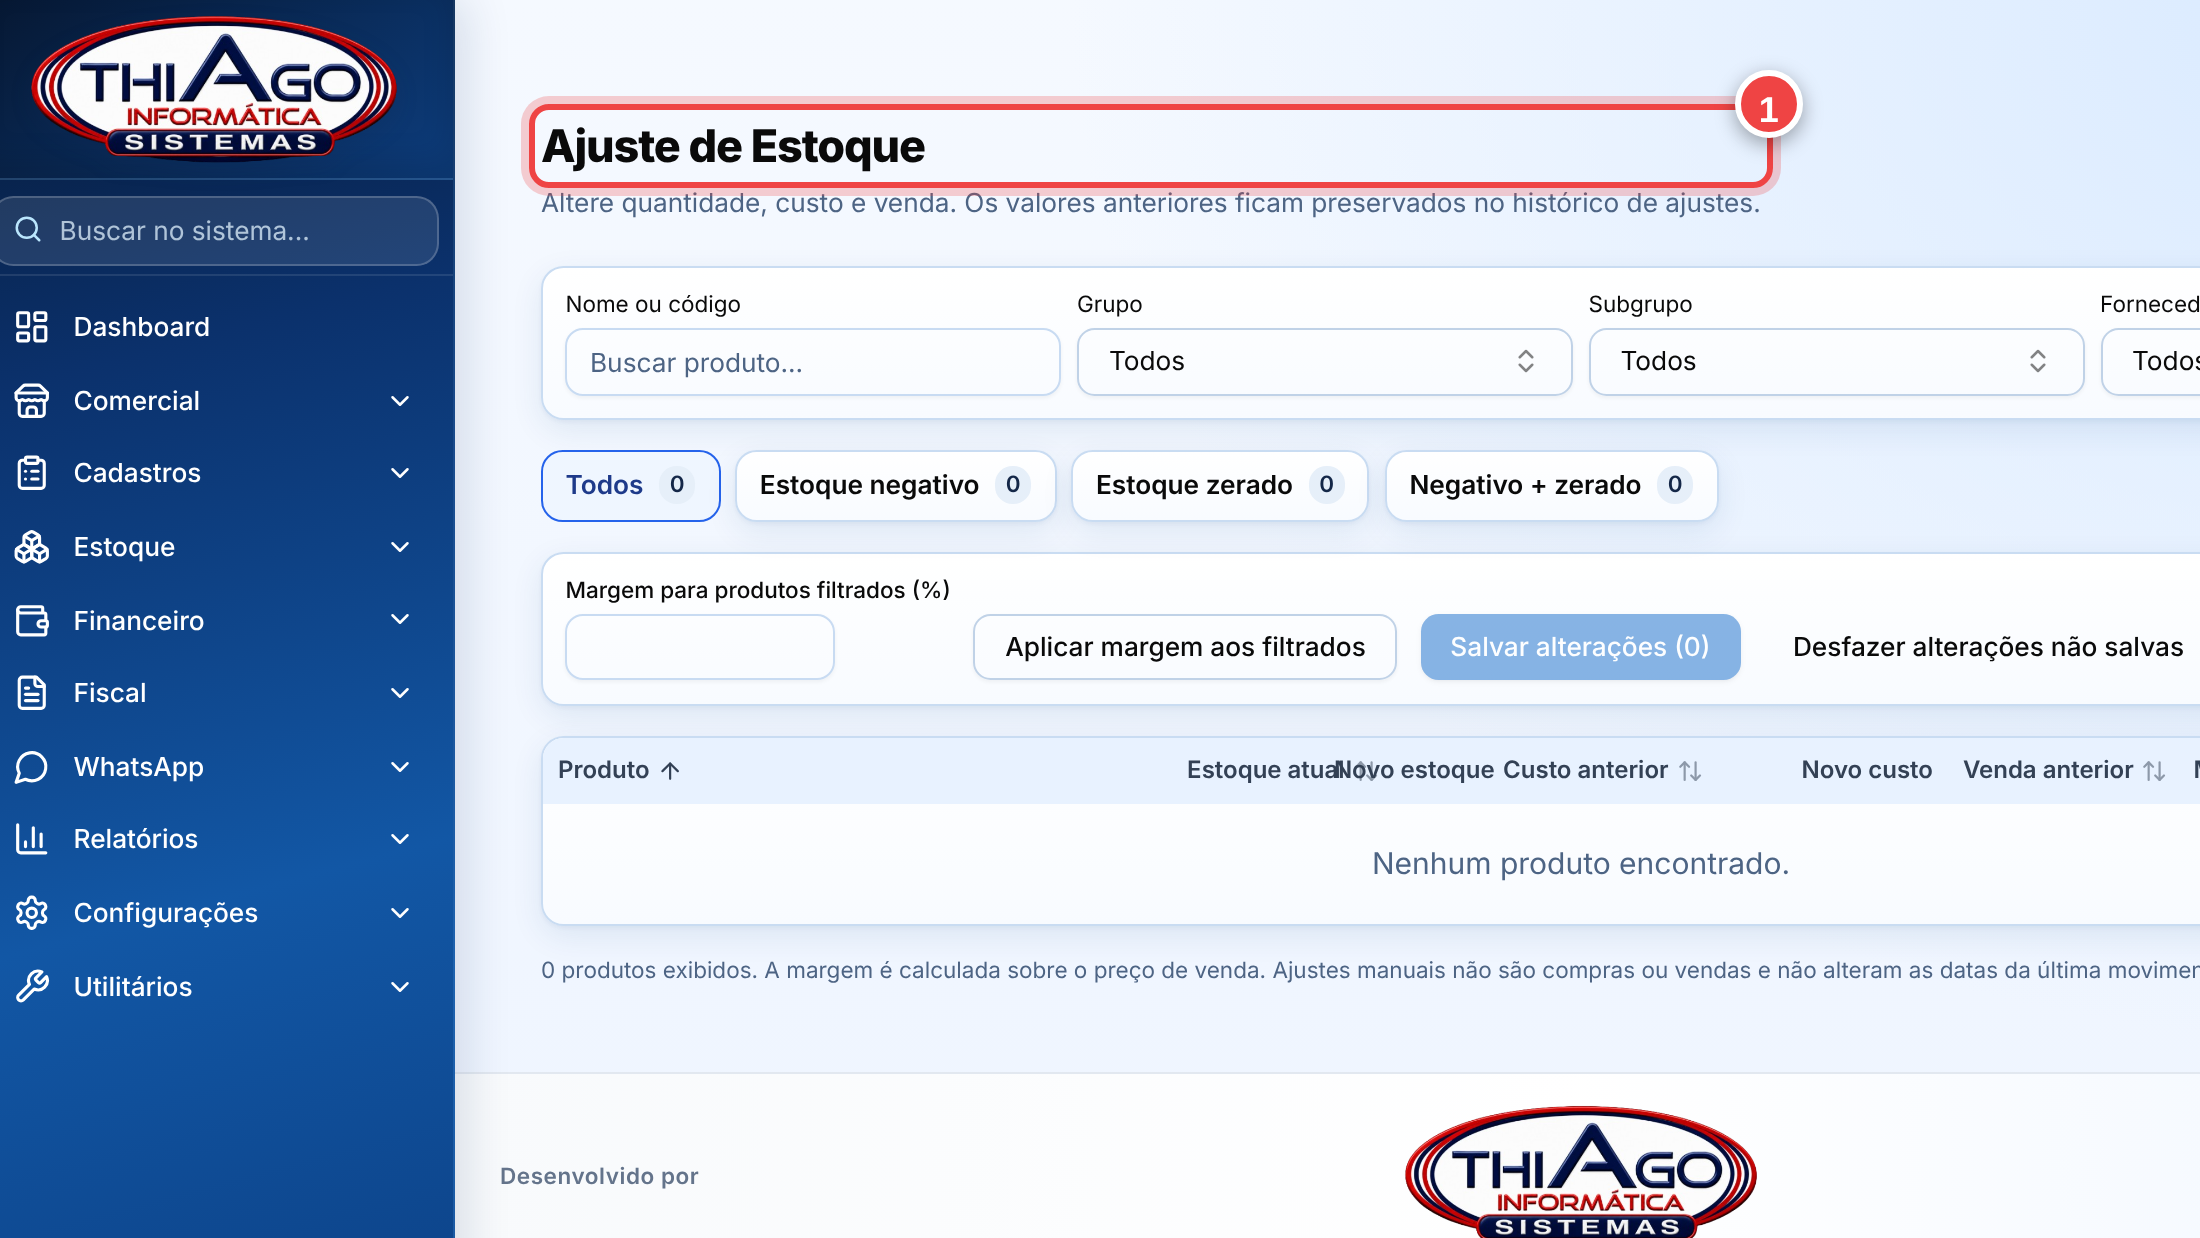 THIAGO
INFORMÁTICA
SISTEMAS
Buscar no sistema...
Dashboard
Comercial
Cadastros
Estoque
Financeiro
Fiscal
WhatsApp
Relatórios
Configurações
Utilitários
1
Ajuste de Estoque
Altere quantidade, custo e venda. Os valores anteriores ficam preservados no histórico de ajustes.
Nome ou código Grupo Subgrupo Forneced
Buscar produto... Todos Todos Todos
Todos 0 Estoque negativo 0 Estoque zerado 0 Negativo + zerado 0
Margem para produtos filtrados (%)
Aplicar margem aos filtrados Salvar alterações (0) Desfazer alterações não salvas
Produto Estoque atual Novo estoque Custo anterior Novo custo Venda anterior
Nenhum produto encontrado.
0 produtos exibidos. A margem é calculada sobre o preço de venda. Ajustes manuais não são compras ou vendas e não alteram as datas da última movimen
Desenvolvido por
THIAGO
INFORMÁTICA
SISTEMAS